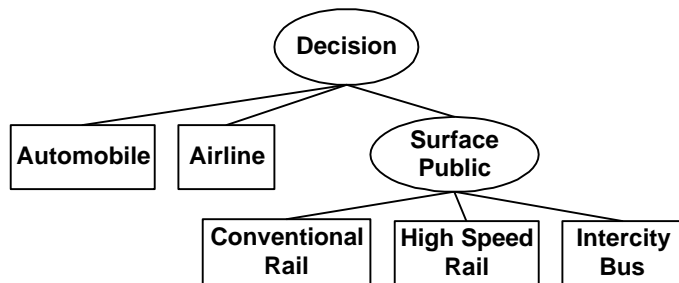 Decision
Automobile
Airline
Surface
Public
Conventional
Rail
High Speed
Rail
Intercity
Bus